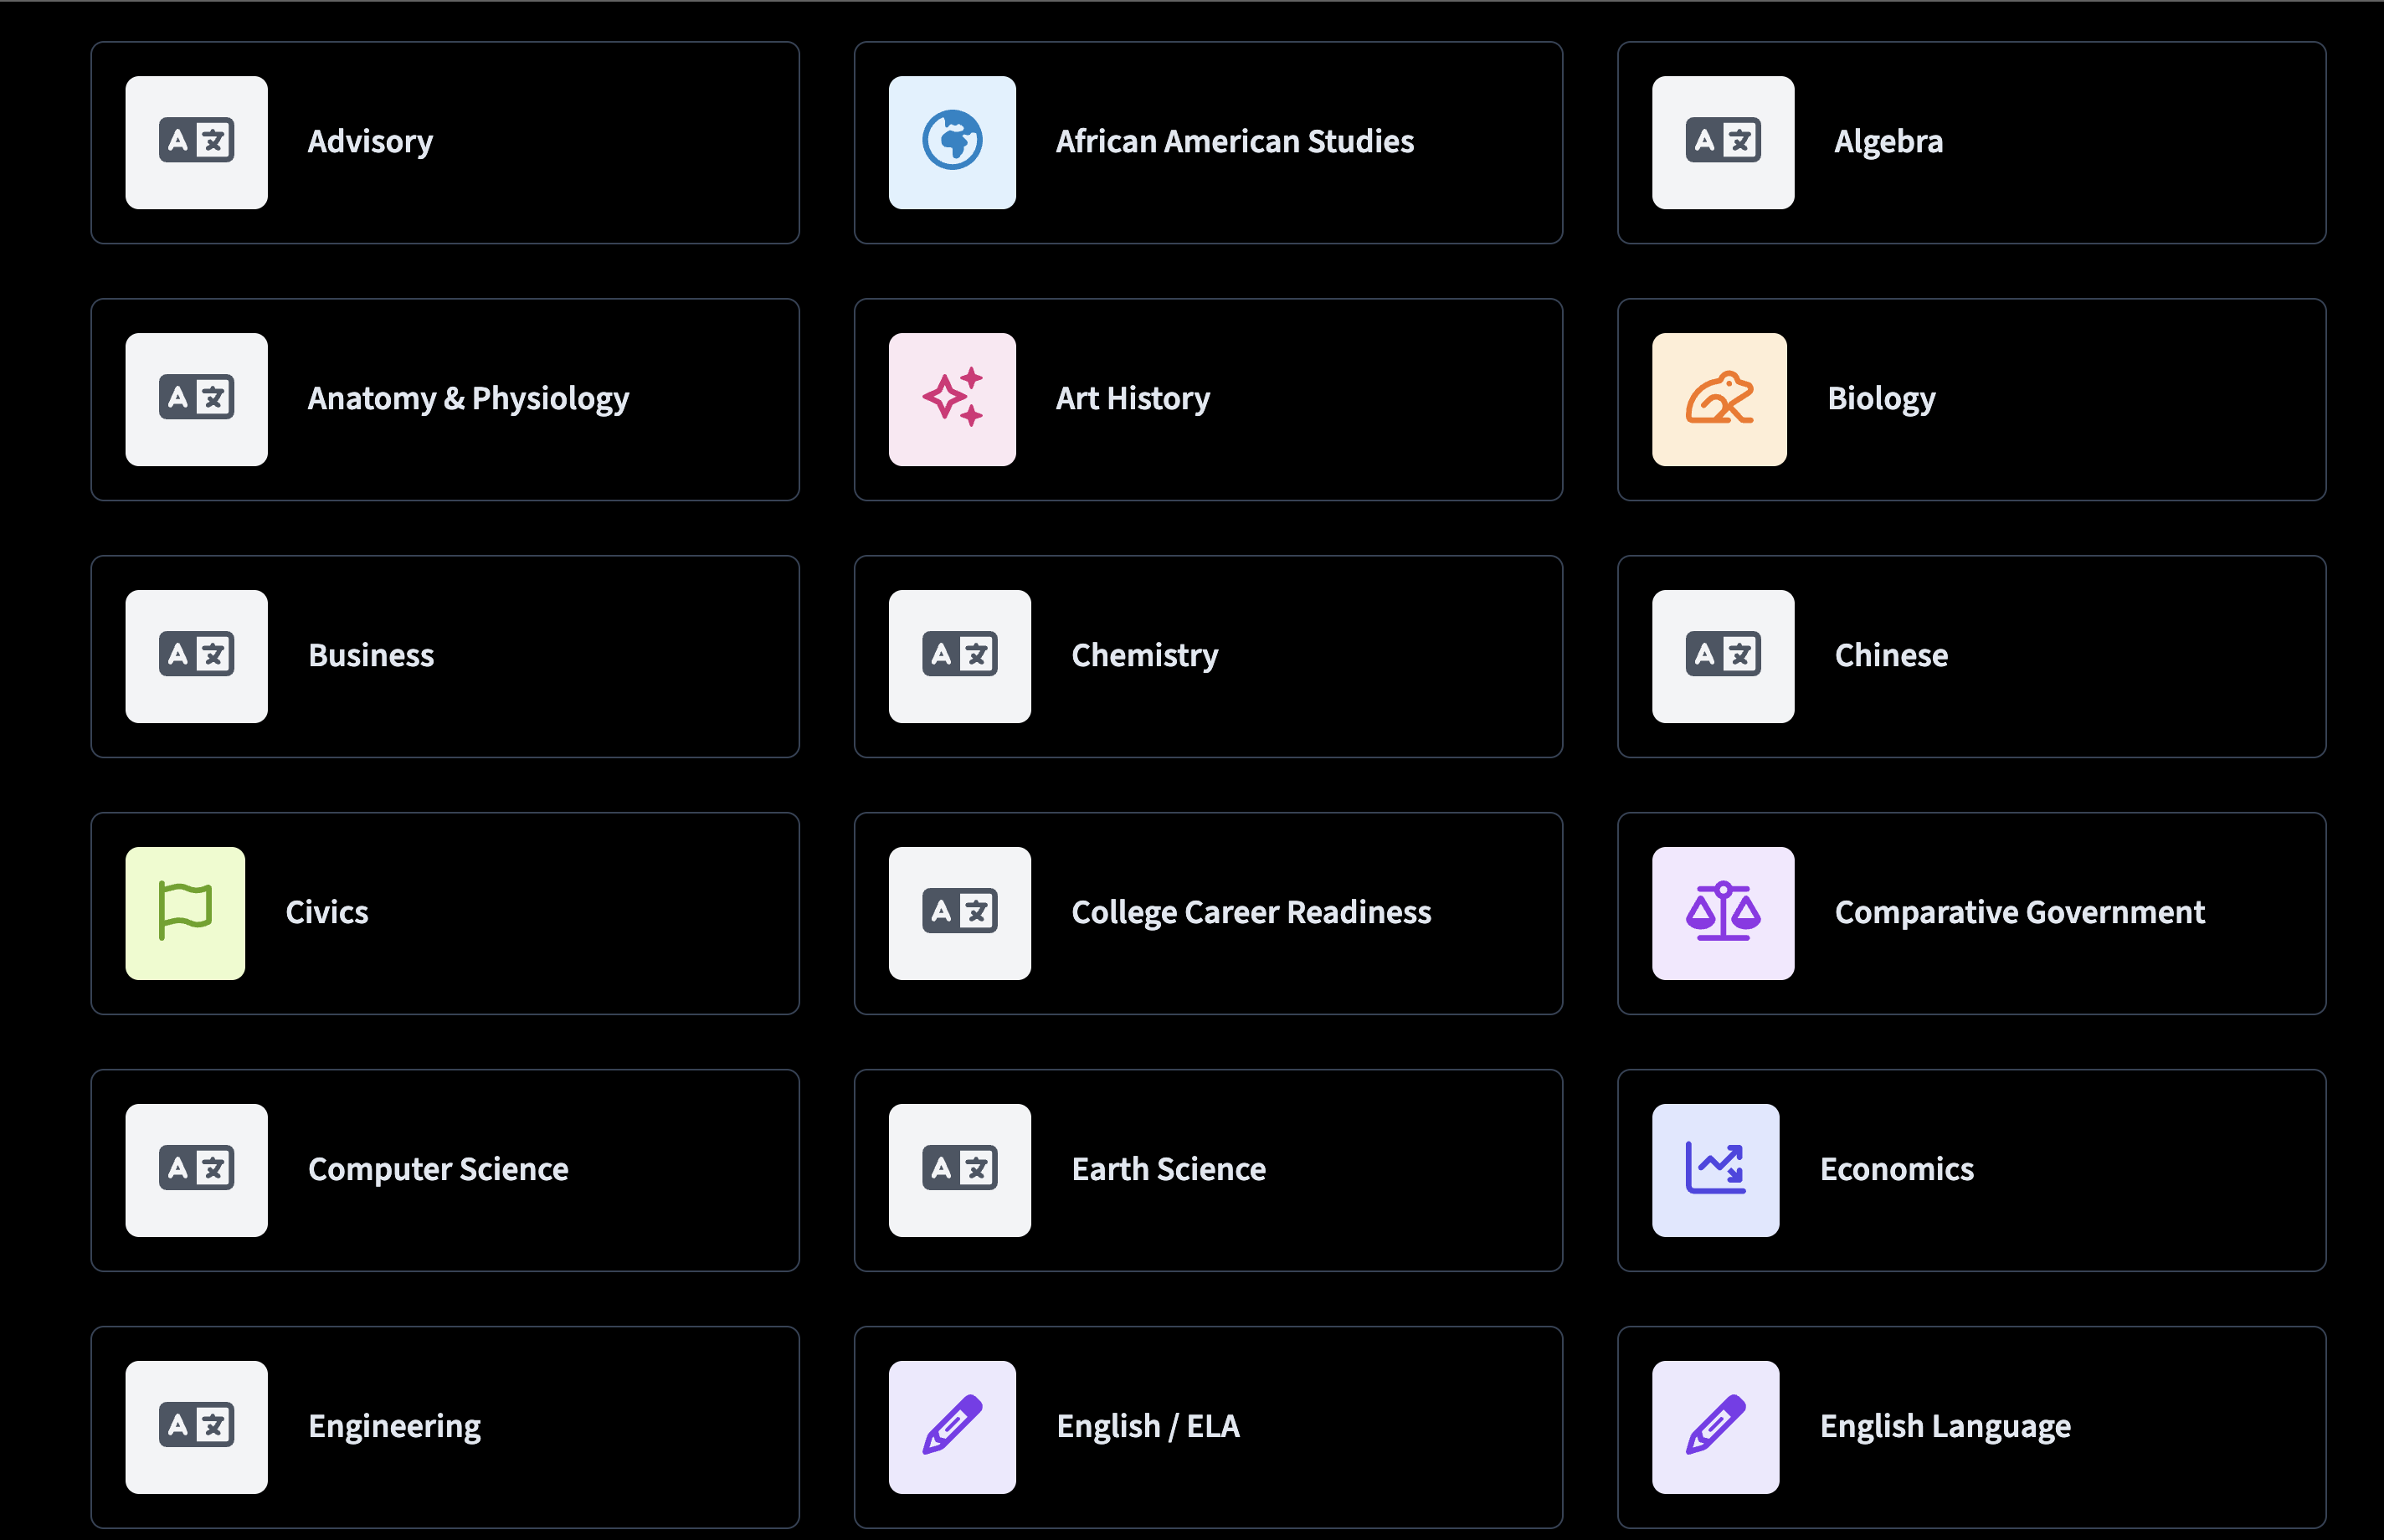 A 文 Advisory
African American Studies
A 文 Algebra
A 文 Anatomy & Physiology
Art History
Biology
A 文 Business
A 文 Chemistry
A 文 Chinese
Civics
A 文 College Career Readiness
Comparative Government
A 文 Computer Science
A 文 Earth Science
Economics
A 文 Engineering
English / ELA
English Language